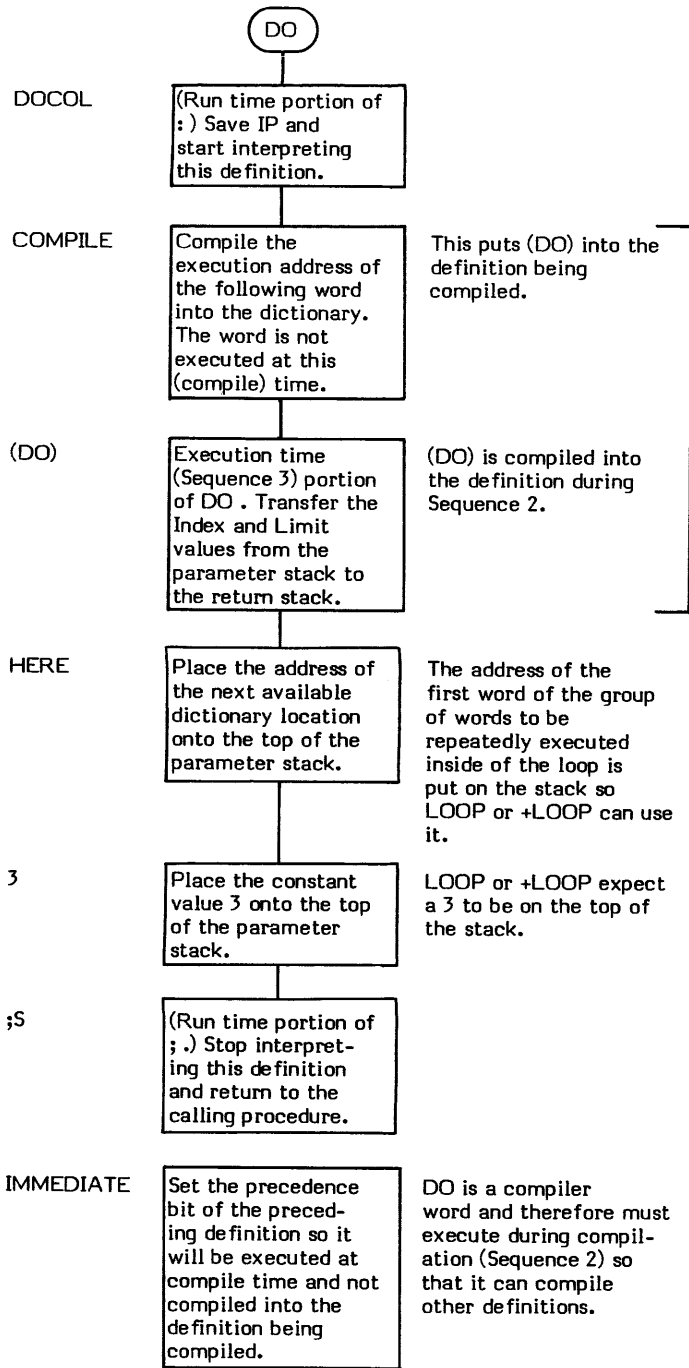 DO
DOCOL
(Run time portion of
: ) Save IP and
start interpreting
this definition.
COMPILE
Compile the
execution address of
the following word
into the dictionary.
The word is not
executed at this
(compile) time.
This puts (DO) into the
definition being
compiled.
(DO)
Execution time
(Sequence 3) portion
of DO . Transfer the
Index and Limit
values from the
parameter stack to
the return stack.
(DO) is compiled into
the definition during
Sequence 2.
HERE
Place the address of
the next available
dictionary location
onto the top of the
parameter stack.
The address of the
first word of the group
of words to be
repeatedly executed
inside of the loop is
put on the stack so
LOOP or +LOOP can use
it.
3
Place the constant
value 3 onto the top
of the parameter
stack.
LOOP or +LOOP expect
a 3 to be on the top of
the stack.
;S
(Run time portion of
; .) Stop interpret-
ing this definition
and return to the
calling procedure.
IMMEDIATE
Set the precedence
bit of the preced-
ing definition so it
will be executed at
compile time and not
compiled into the
definition being
compiled.
DO is a compiler
word and therefore must
execute during compil-
ation (Sequence 2) so
that it can compile
other definitions.